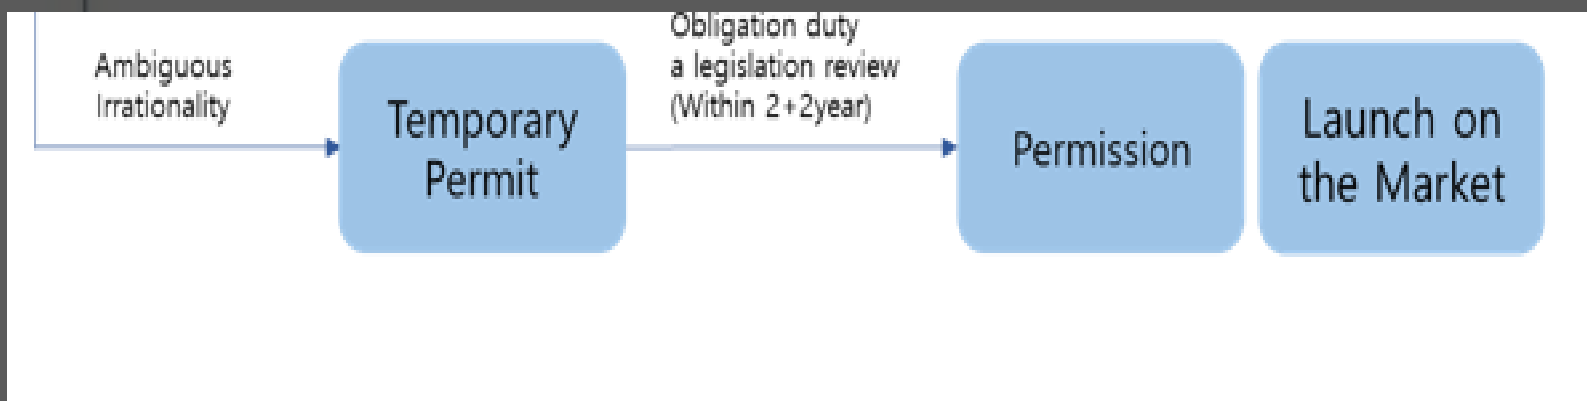 Ambiguous
Irrationality
Temporary
Permit
Obligation duty
a legislation review
(Within 2+2year)
Permission
Launch on
the Market